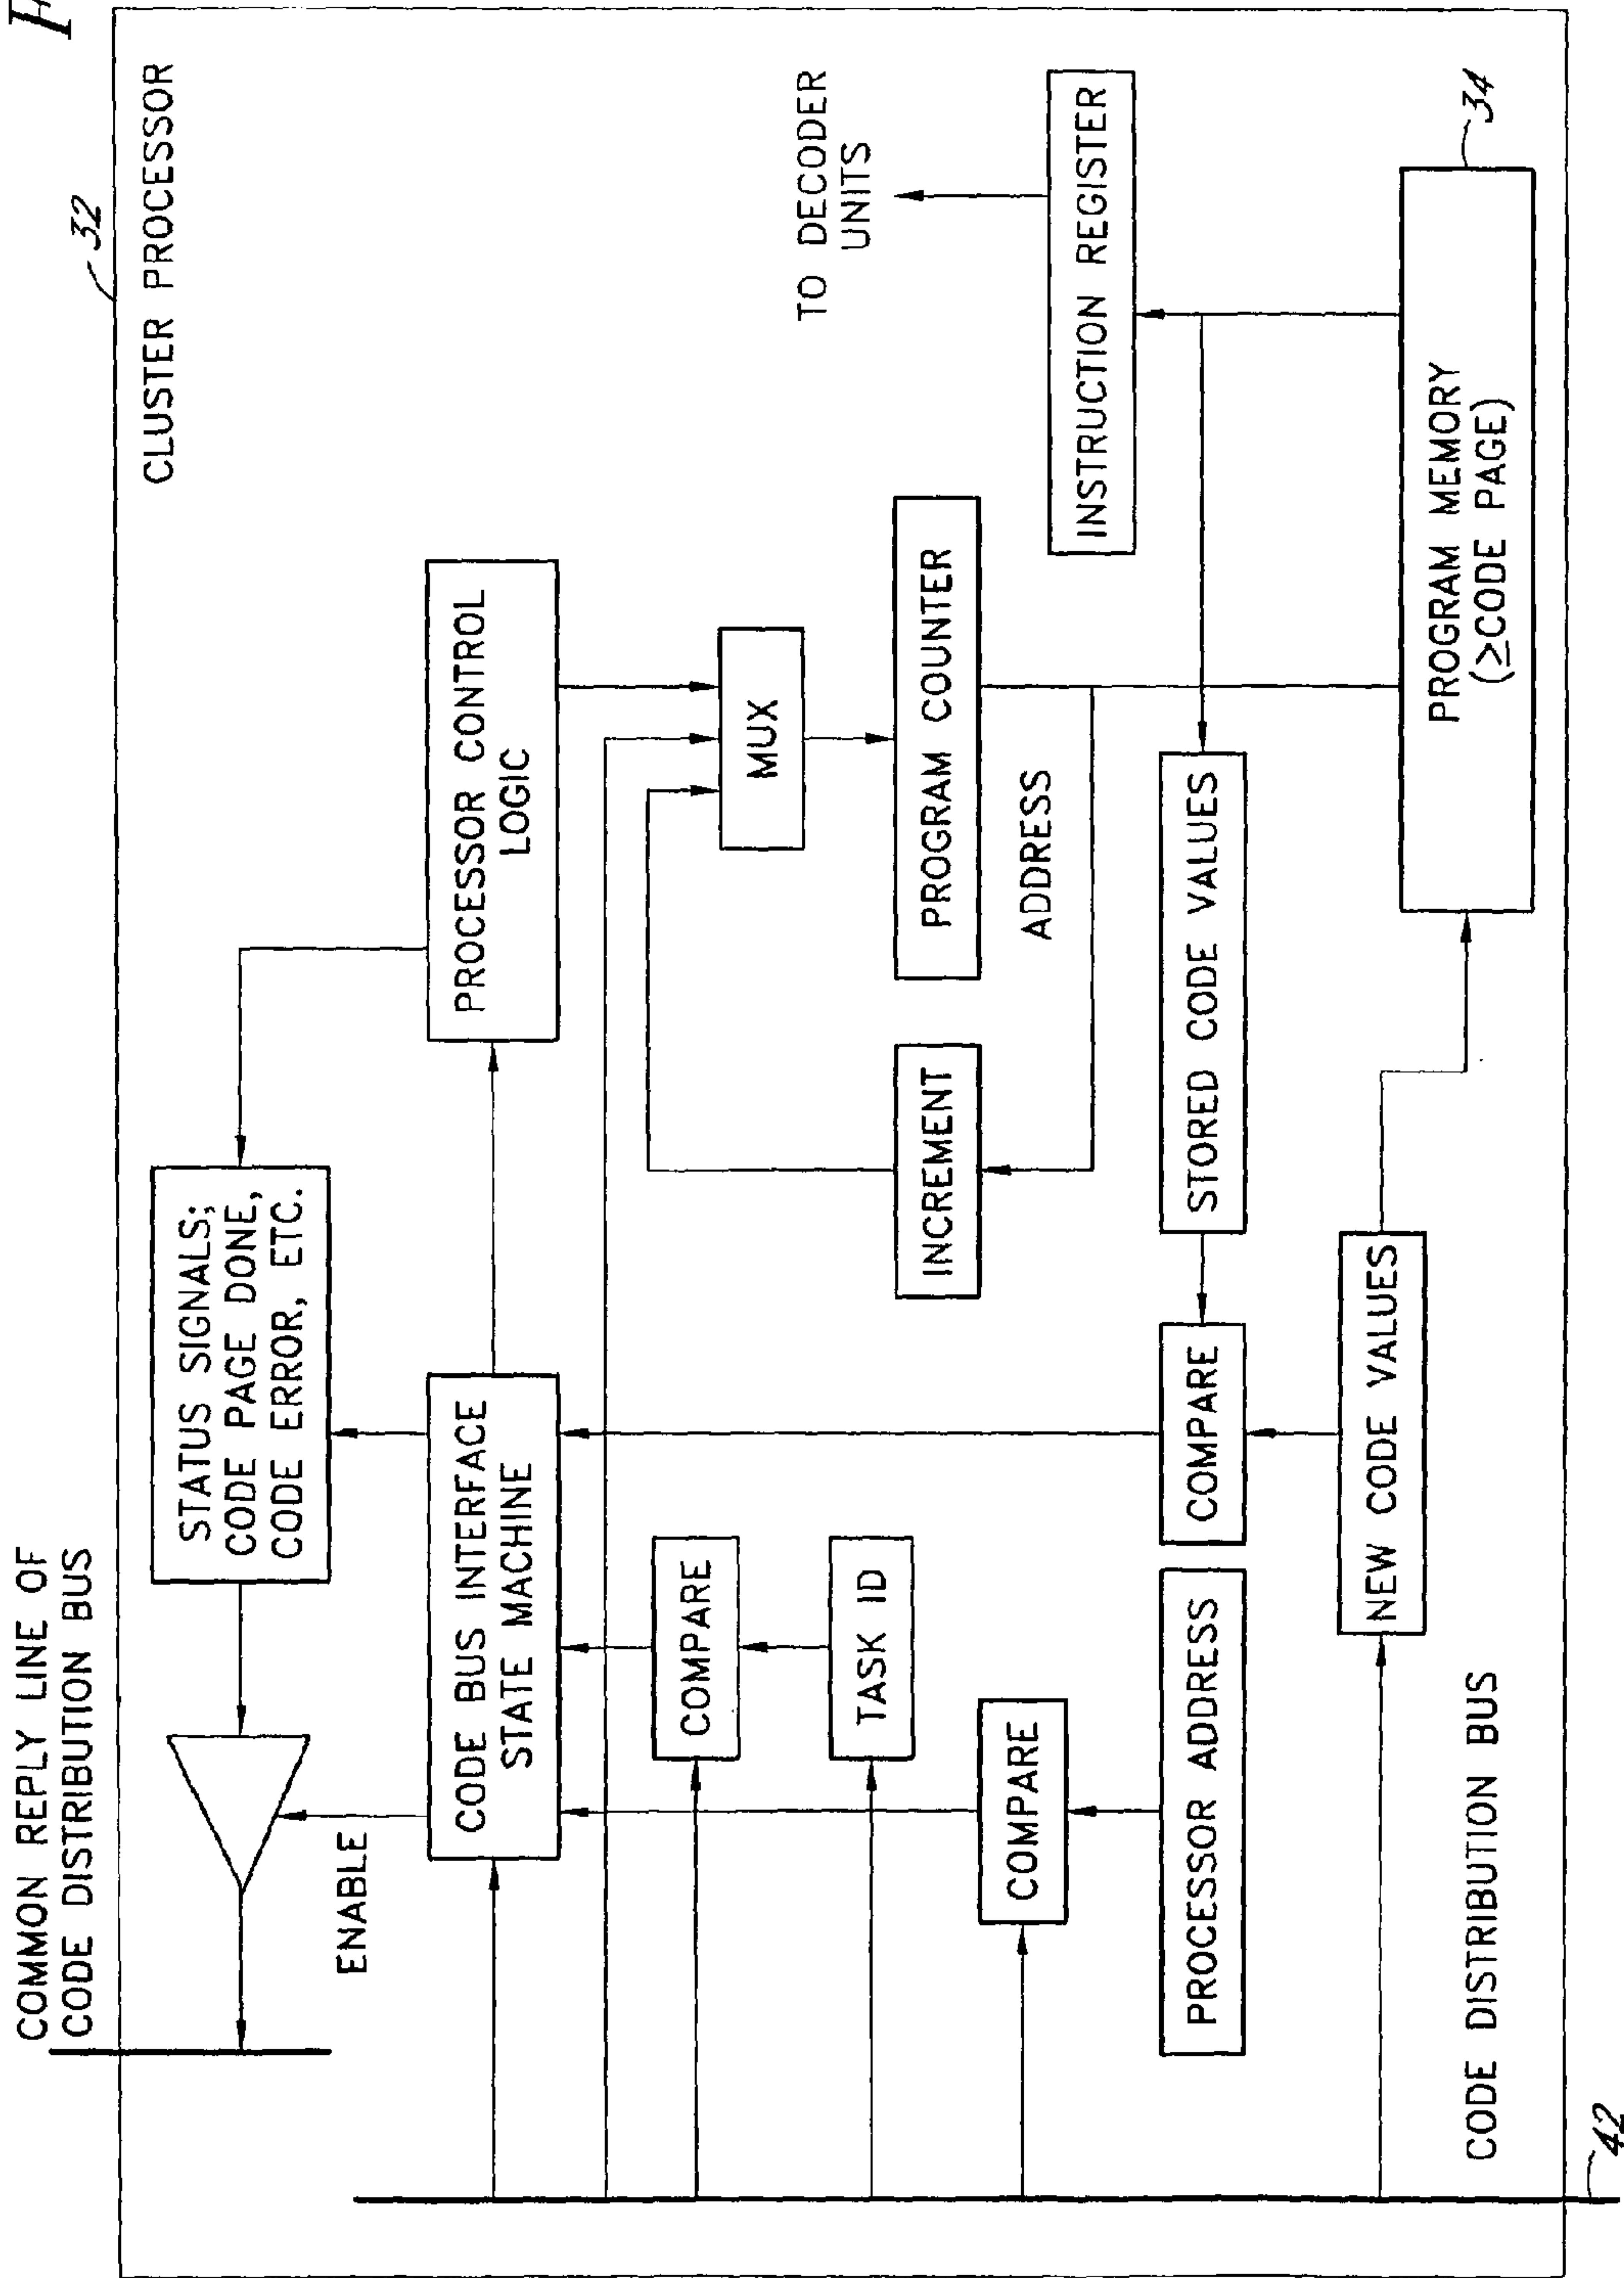 F
32
CLUSTER PROCESSOR
COMMON REPLY LINE OF
CODE DISTRIBUTION BUS
STATUS SIGNALS;
CODE PAGE DONE,
CODE ERROR, ETC.
ENABLE
CODE BUS INTERFACE
STATE MACHINE
PROCESSOR CONTROL
LOGIC
COMPARE
MUX
TASK ID
INCREMENT
PROGRAM COUNTER
TO DECODER
UNITS
COMPARE
ADDRESS
INSTRUCTION REGISTER
PROCESSOR ADDRESS
COMPARE
STORED CODE VALUES
NEW CODE VALUES
PROGRAM MEMORY
(≥CODE PAGE)
34
CODE DISTRIBUTION BUS
42